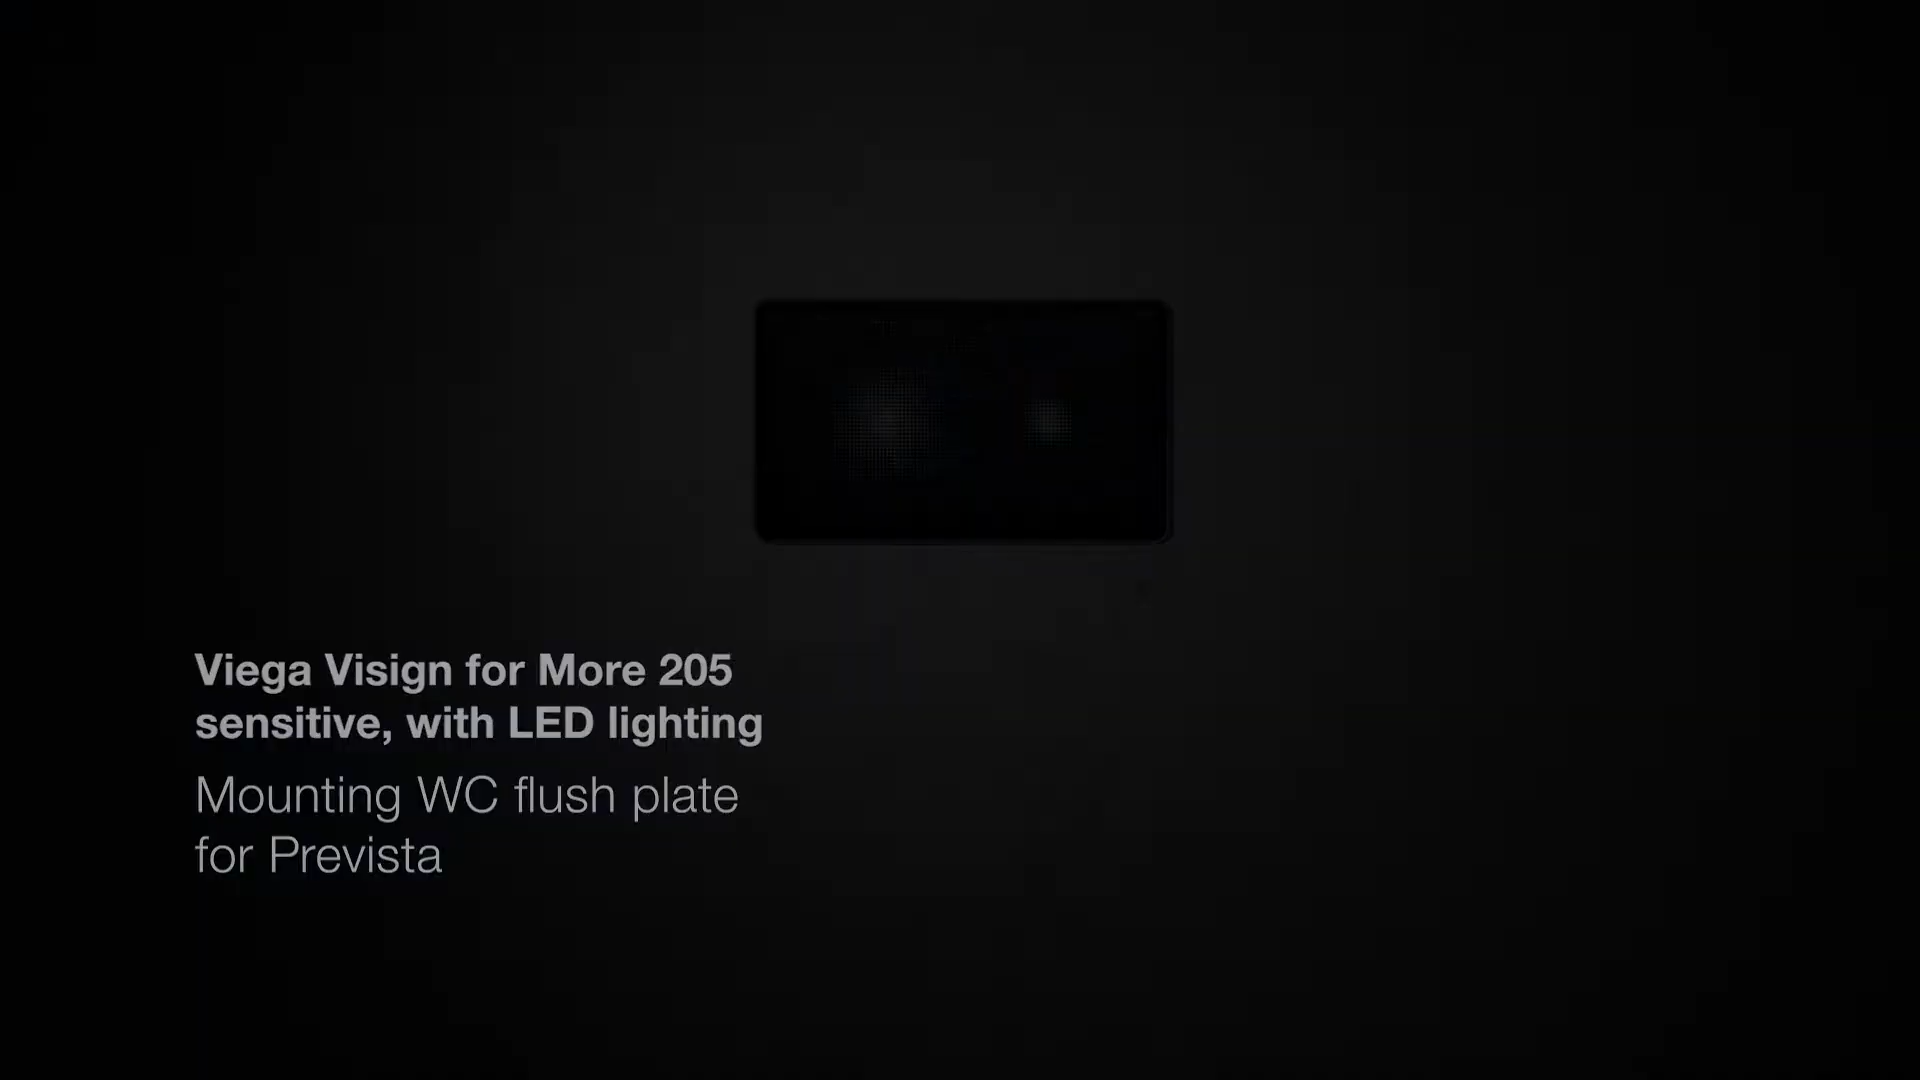 Viega Visign for More 205
sensitive, with LED lighting
Mounting WC flush plate
for Prevista